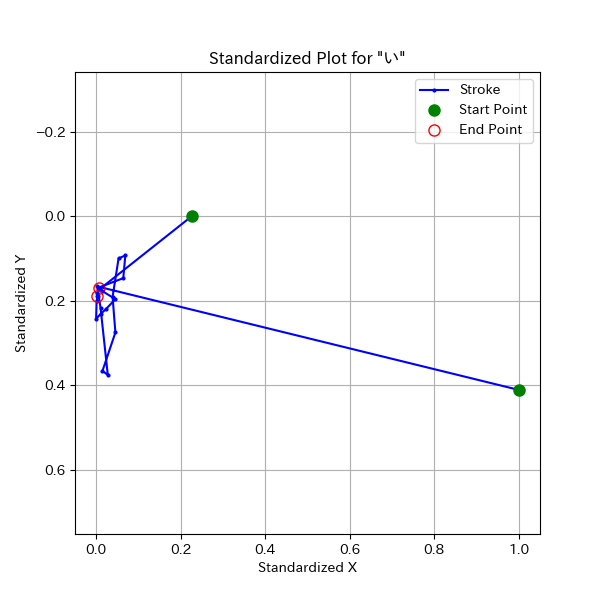 Standardized Plot for "い"
Stroke
Start Point
End Point
−0.2
0.0
0.2
0.4
0.6
Standardized Y
0.0 0.2 0.4 0.6 0.8 1.0
Standardized X